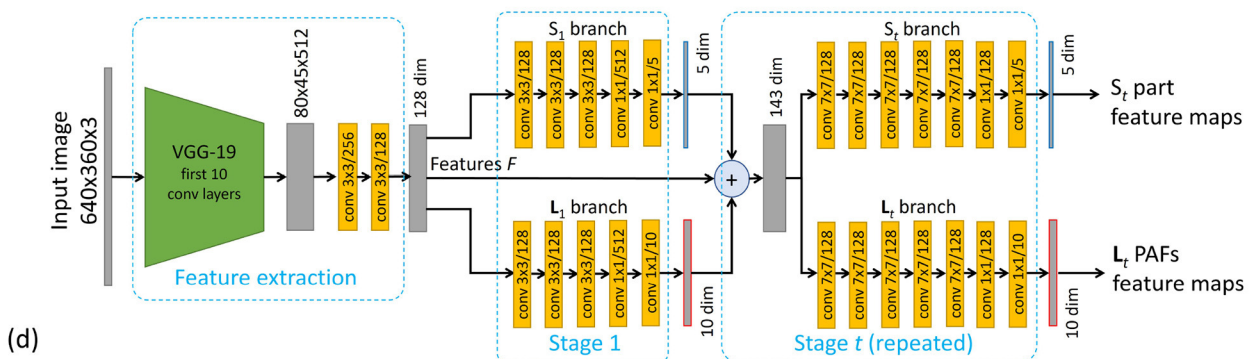 Input image
640x360x3
VGG-19
first 10
conv layers
80x45x512
conv 3x3/256
conv 3x3/128
128 dim
Feature extraction
Features F
S1 branch
conv 3x3/128
conv 3x3/128
conv 3x3/128
conv 1x1/512
conv 1x1/5
5 dim
L1 branch
conv 3x3/128
conv 3x3/128
conv 3x3/128
conv 1x1/512
conv 1x1/10
10 dim
Stage 1
+
143 dim
St branch
conv 7x7/128
conv 7x7/128
conv 7x7/128
conv 7x7/128
conv 7x7/128
conv 1x1/128
conv 1x1/5
5 dim
St part
feature maps
Lt branch
conv 7x7/128
conv 7x7/128
conv 7x7/128
conv 7x7/128
conv 7x7/128
conv 1x1/128
conv 1x1/10
10 dim
Lt PAFs
feature maps
Stage t (repeated)
(d)